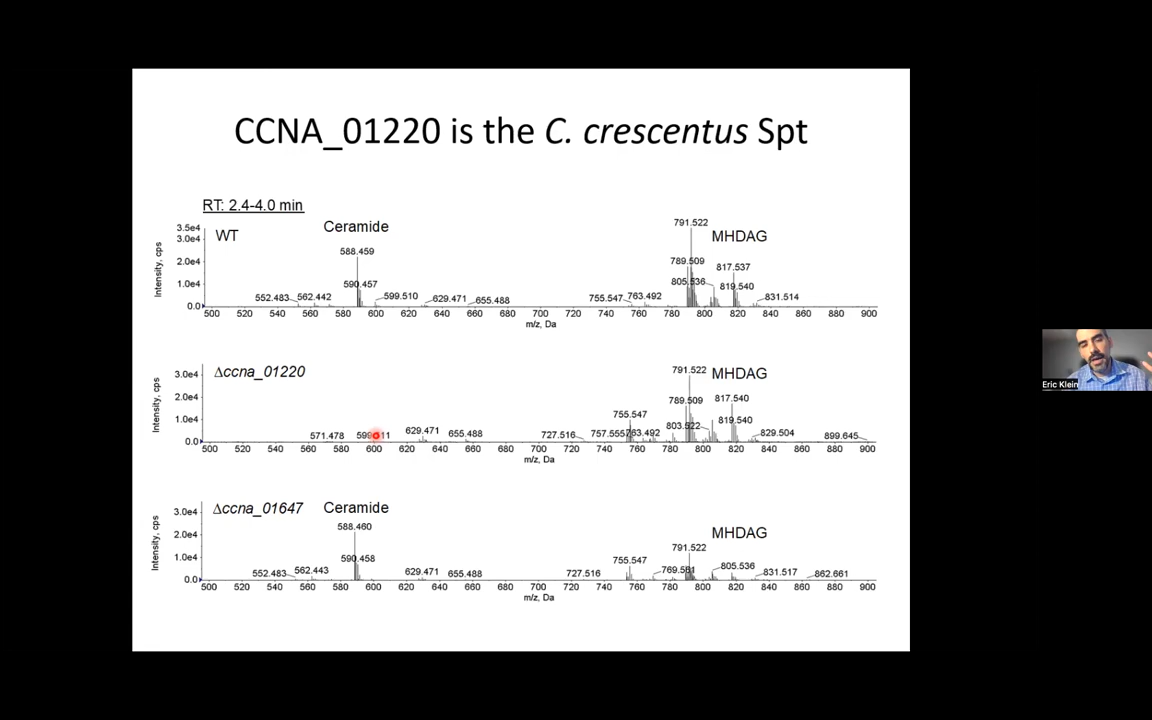 CCNA_01220 is the C. crescentus Spt
RT: 2.4-4.0 min
WT
Ceramide
MHDAG
Intensity, cps
3.5e4
3.0e4
2.0e4
1.0e4
0.0
552.483 562.442 588.459 590.457 599.510 629.471 655.488 755.547 763.492 789.509 791.522 805.536 817.537 819.540 831.514
500 520 540 560 580 600 620 640 660 680 700 720 740 760 780 800 820 840 860 880 900
m/z, Da
Δccna_01220
MHDAG
Intensity, cps
3.0e4
2.0e4
1.0e4
0.0
571.478 629.471 655.488 727.516 755.547 757.555 763.492 789.509 791.522 803.522 817.540 819.540 829.504 899.645
500 520 540 560 580 600 620 640 660 680 700 720 740 760 780 800 820 840 860 880 900
m/z, Da
Δccna_01647
Ceramide
MHDAG
Intensity, cps
3.0e4
2.0e4
1.0e4
0.0
552.483 562.443 588.460 590.458 629.471 655.488 727.516 755.547 791.522 805.536 831.517 862.661
500 520 540 560 580 600 620 640 660 680 700 720 740 760 780 800 820 840 860 880 900
m/z, Da
Eric Klein